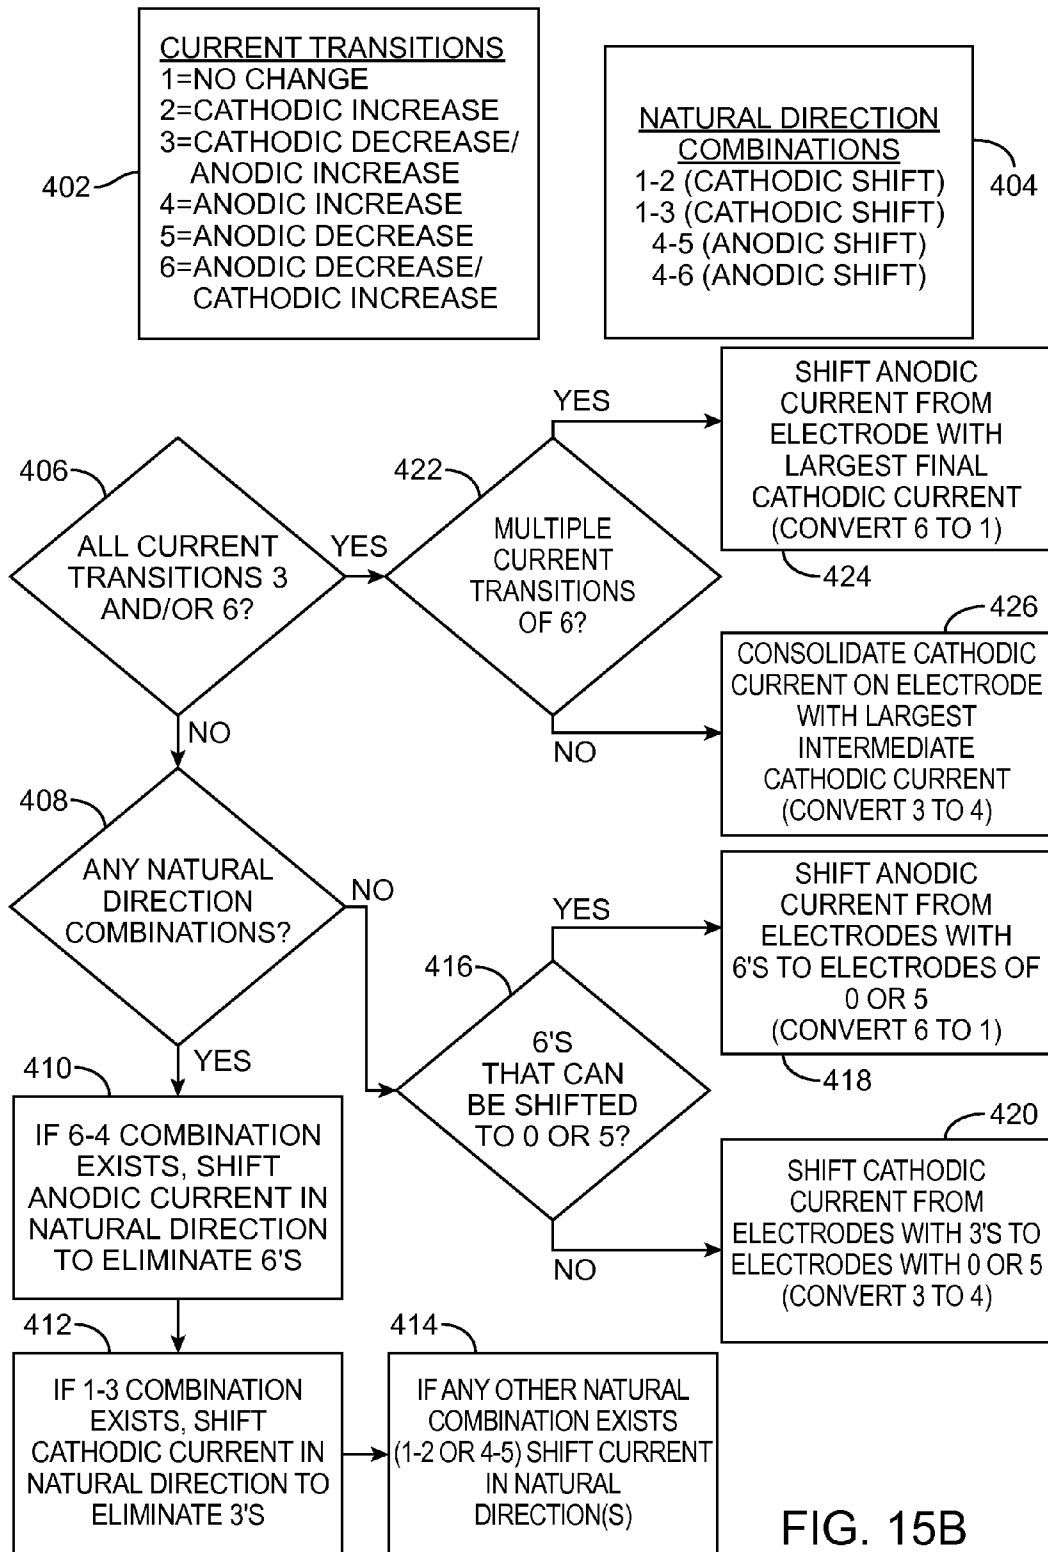 CURRENT TRANSITIONS
1=NO CHANGE
2=CATHODIC INCREASE
3=CATHODIC DECREASE/
ANODIC INCREASE
4=ANODIC INCREASE
5=ANODIC DECREASE
6=ANODIC DECREASE/
CATHODIC INCREASE
402
NATURAL DIRECTION
COMBINATIONS
1-2 (CATHODIC SHIFT)
1-3 (CATHODIC SHIFT)
4-5 (ANODIC SHIFT)
4-6 (ANODIC SHIFT)
404
406
ALL CURRENT
TRANSITIONS 3
AND/OR 6?
YES
NO
422
MULTIPLE
CURRENT
TRANSITIONS
OF 6?
YES
NO
SHIFT ANODIC
CURRENT FROM
ELECTRODE WITH
LARGEST FINAL
CATHODIC CURRENT
(CONVERT 6 TO 1)
424
426
CONSOLIDATE CATHODIC
CURRENT ON ELECTRODE
WITH LARGEST
INTERMEDIATE
CATHODIC CURRENT
(CONVERT 3 TO 4)
408
ANY NATURAL
DIRECTION
COMBINATIONS?
NO
YES
416
6'S
THAT CAN
BE SHIFTED
TO 0 OR 5?
YES
NO
SHIFT ANODIC
CURRENT FROM
ELECTRODES WITH
6'S TO ELECTRODES OF
0 OR 5
(CONVERT 6 TO 1)
418
420
SHIFT CATHODIC
CURRENT FROM
ELECTRODES WITH 3'S TO
ELECTRODES WITH 0 OR 5
(CONVERT 3 TO 4)
410
IF 6-4 COMBINATION
EXISTS, SHIFT
ANODIC CURRENT IN
NATURAL DIRECTION
TO ELIMINATE 6'S
412
IF 1-3 COMBINATION
EXISTS, SHIFT
CATHODIC CURRENT IN
NATURAL DIRECTION TO
ELIMINATE 3'S
414
IF ANY OTHER NATURAL
COMBINATION EXISTS
(1-2 OR 4-5) SHIFT CURRENT
IN NATURAL
DIRECTION(S)
FIG. 15B